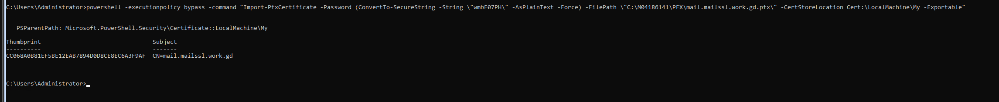 C:\Users\Administrator>powershell -executionpolicy bypass -command "Import-PfxCertificate -Password (ConvertTo-SecureString -String \"wmbF07PH\" -AsPlainText -Force) -FilePath \"C:\M04186141\PFX\mail.mailssl.work.gd.pfx\" -CertStoreLocation Cert:\LocalMachine\My -Exportable"
PSParentPath: Microsoft.PowerShell.Security\Certificate::LocalMachine\My
Thumbprint Subject
---------- -------
CC068A0B81EF5BE12EAB7894D0D8CE8EC6A3F9AF CN=mail.mailssl.work.gd
C:\Users\Administrator>